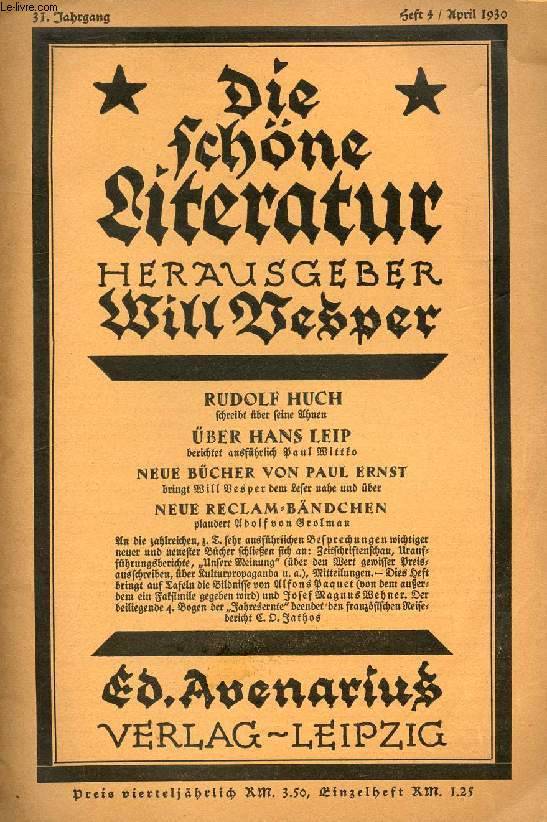 Le-livre.com
31. Jahrgang Heft 4 / April 1930
Die
schöne
Literatur
HERAUSGEBER
Will Vesper
RUDOLF HUCH
schreibt über seine Ahnen
ÜBER HANS LEIP
berichtet ausführlich Paul Wittko
NEUE BÜCHER VON PAUL ERNST
bringt Will Vesper dem Leser nahe und über
NEUE RECLAM-BÄNDCHEN
plaudert Adolf von Grolman
An die zahlreichen, z. T. sehr ausführlichen Besprechungen wichtiger
neuer und neuester Bücher schließen sich an: Zeitschriftenschau, Urauf-
führungsberichte, „Unsere Meinung“ (über den Wert gewisser Preis-
ausschreiben, über Kulturpropaganda u. a.), Mitteilungen. — Dies Heft
bringt auf Tafeln die Bildnisse von Alfons Paquet (von dem außer-
dem ein Faksimile gegeben wird) und Josef Magnus Wehner. Der
beiliegende 4. Bogen der „Jahresernte“ beendet den französischen Reise-
bericht C. O. Jathos
Ed. Avenarius
VERLAG~LEIPZIG
Preis vierteljährlich RM. 3.50, Einzelheft RM. 1.25